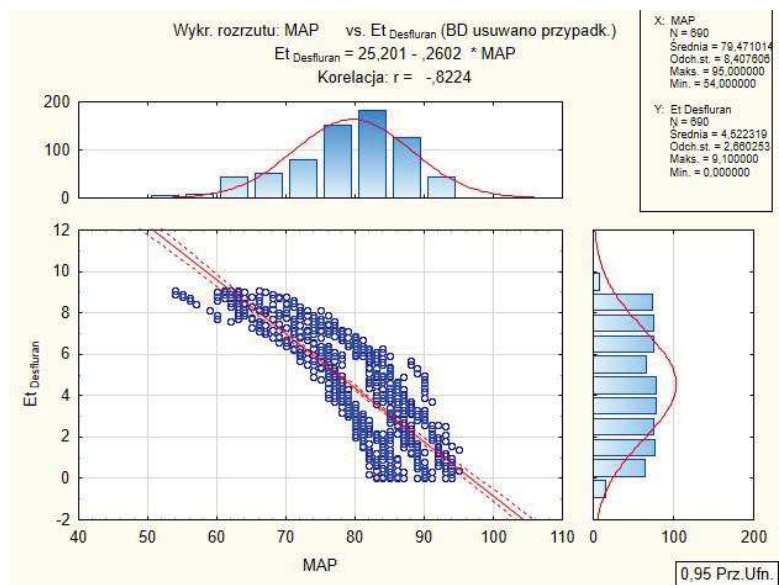 Wykr. rozrzutu: MAP vs. Et Desfluran (BD usuwano przypadk.)
Et Desfluran = 25,201 - ,2602 * MAP
Korelacja: r = -,8224
X: MAP
N = 690
Średnia = 79,471014
Odch.st. = 8,407606
Maks. = 95,000000
Min. = 54,000000
Y: Et Desfluran
N = 690
Średnia = 4,522319
Odch.st. = 2,660253
Maks. = 9,100000
Min. = 0,000000
200
100
0
12
10
8
6
4
2
0
-2
Et Desfluran
40 50 60 70 80 90 100 110
MAP
0 100 200
0,95 Prz.Ufn.